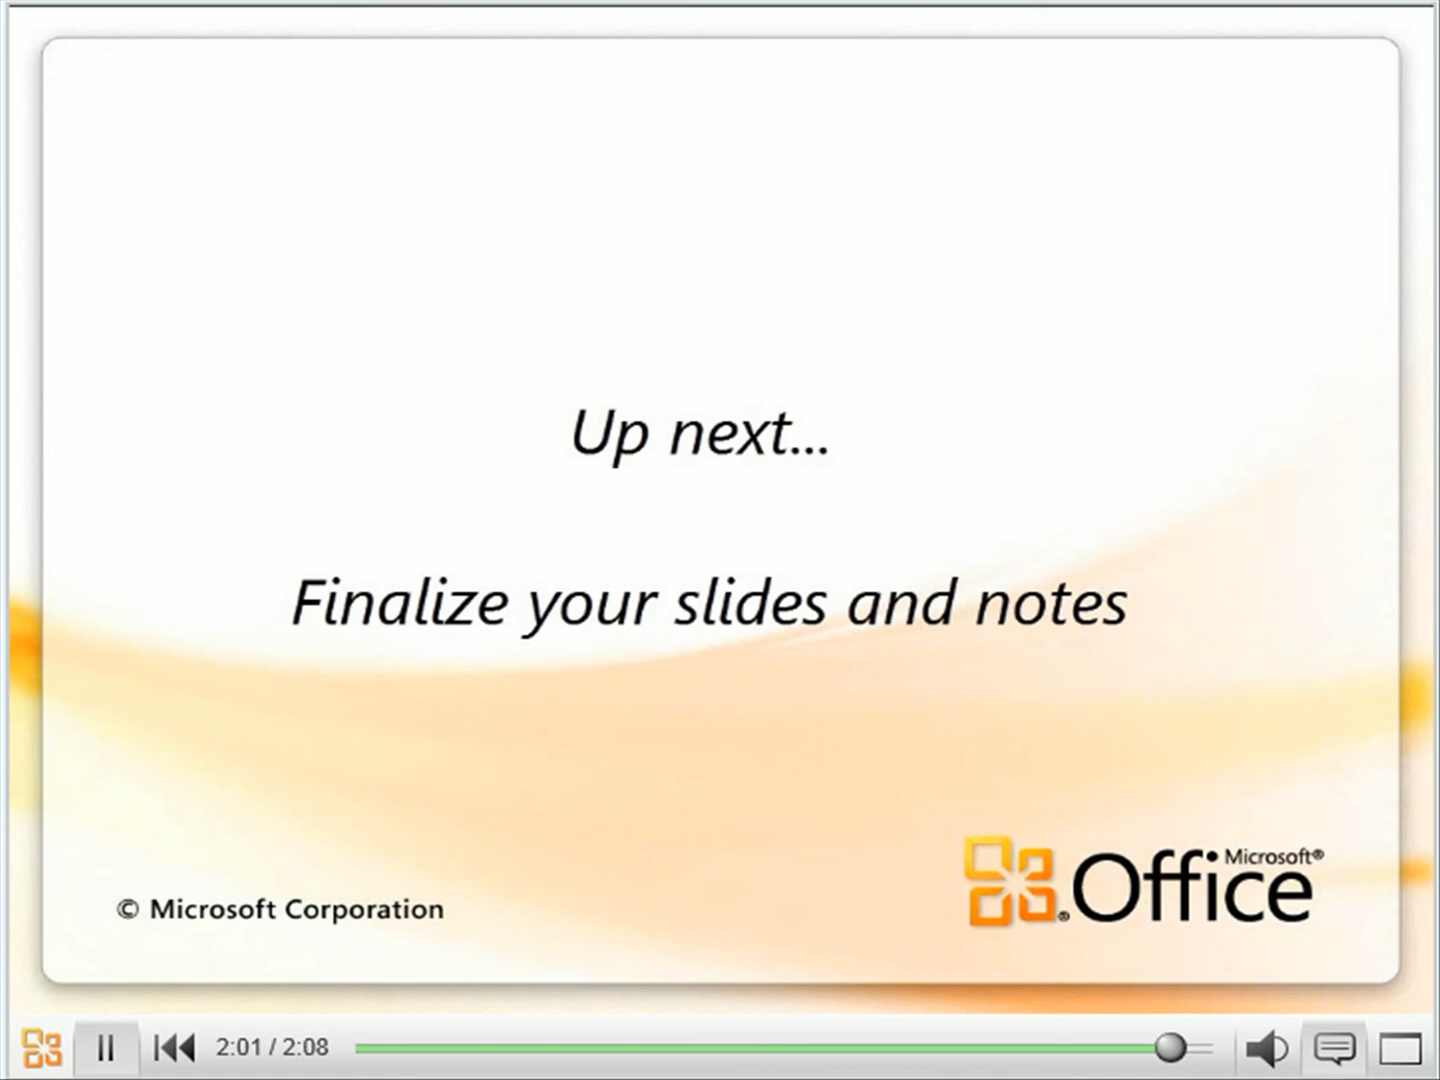 Up next...
Finalize your slides and notes
© Microsoft Corporation
Microsoft®
®Office
2:01 / 2:08